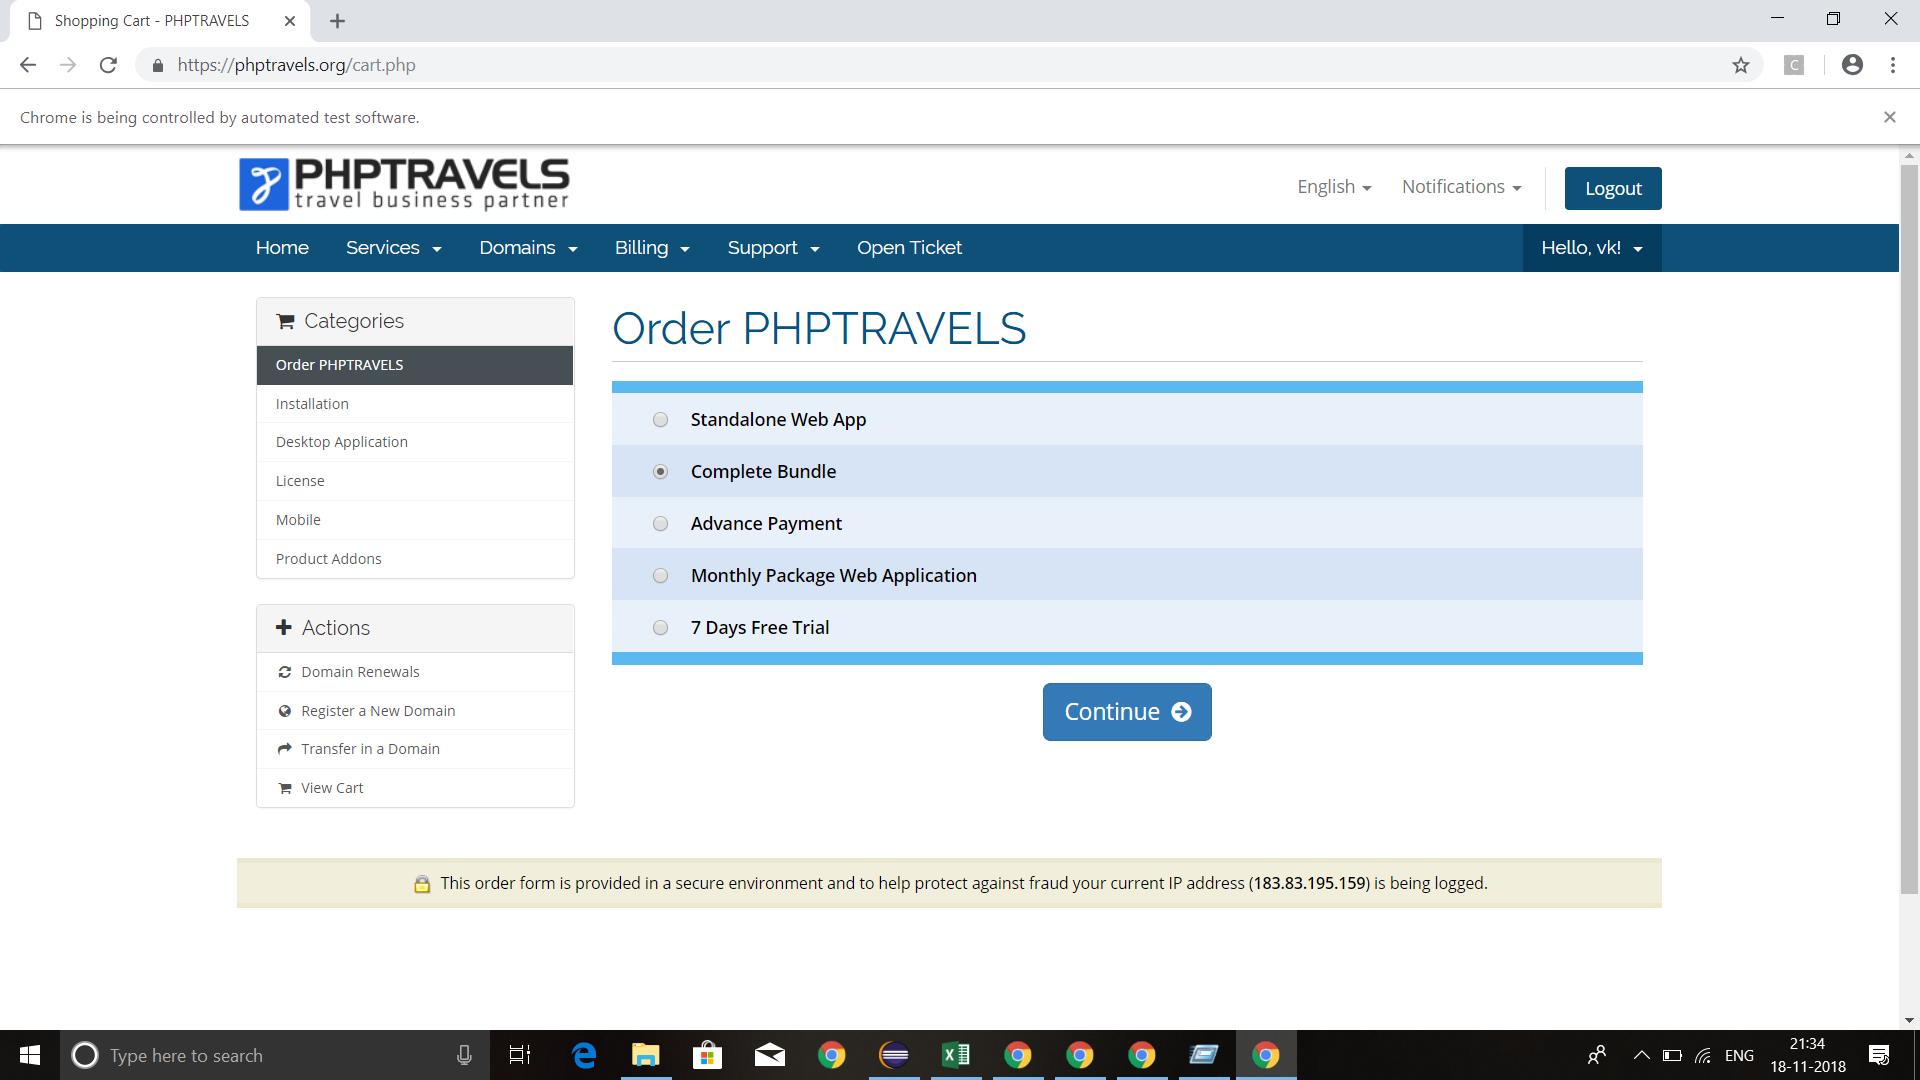 Shopping Cart - PHPTRAVELS
https://phptravels.org/cart.php
C
Chrome is being controlled by automated test software.
PHPTRAVELS
travel business partner
English
Notifications
Logout
Home
Services
Domains
Billing
Support
Open Ticket
Hello, vk!
Categories
Order PHPTRAVELS
Installation
Desktop Application
License
Mobile
Product Addons
Actions
Domain Renewals
Register a New Domain
Transfer in a Domain
View Cart
Order PHPTRAVELS
Standalone Web App
Complete Bundle
Advance Payment
Monthly Package Web Application
7 Days Free Trial
Continue
This order form is provided in a secure environment and to help protect against fraud your current IP address (183.83.195.159) is being logged.
Type here to search
ENG
21:34
18-11-2018